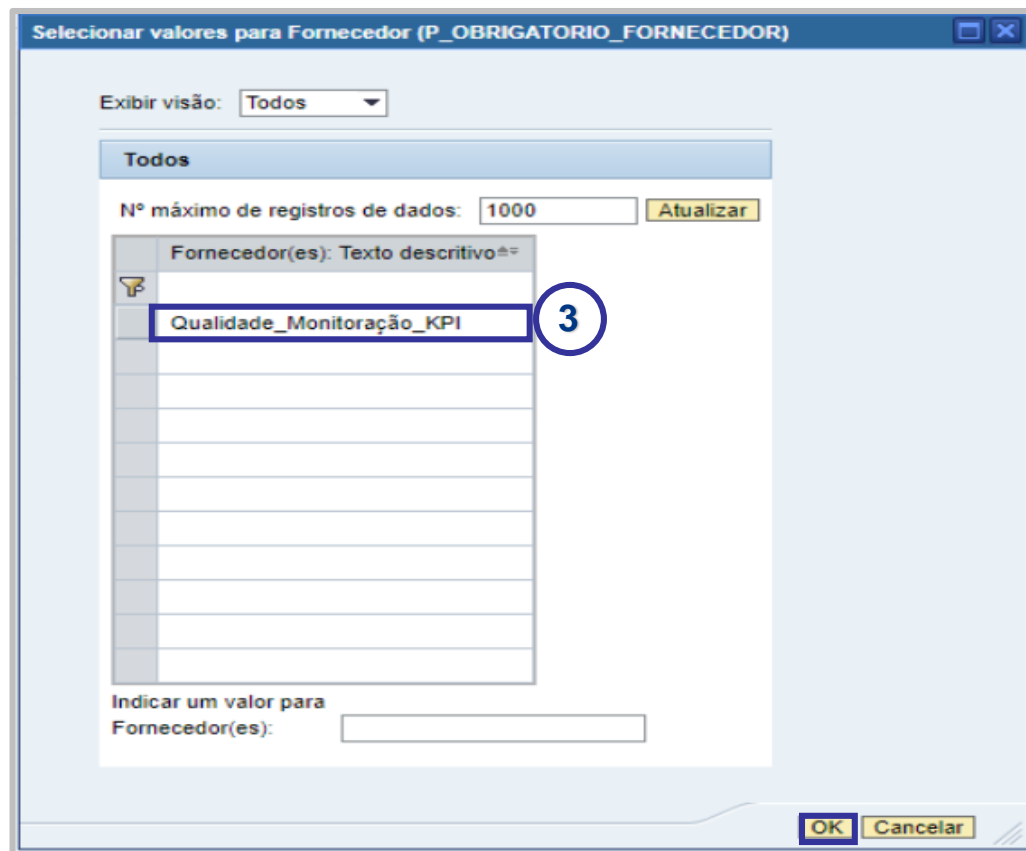 Selecionar valores para Fornecedor (P_OBRIGATORIO_FORNECEDOR)
Exibir visão: Todos
Todos
Nº máximo de registros de dados: 1000 Atualizar
Fornecedor(es): Texto descritivo
Qualidade_Monitoração_KPI
3
Indicar um valor para
Fornecedor(es):
OK Cancelar